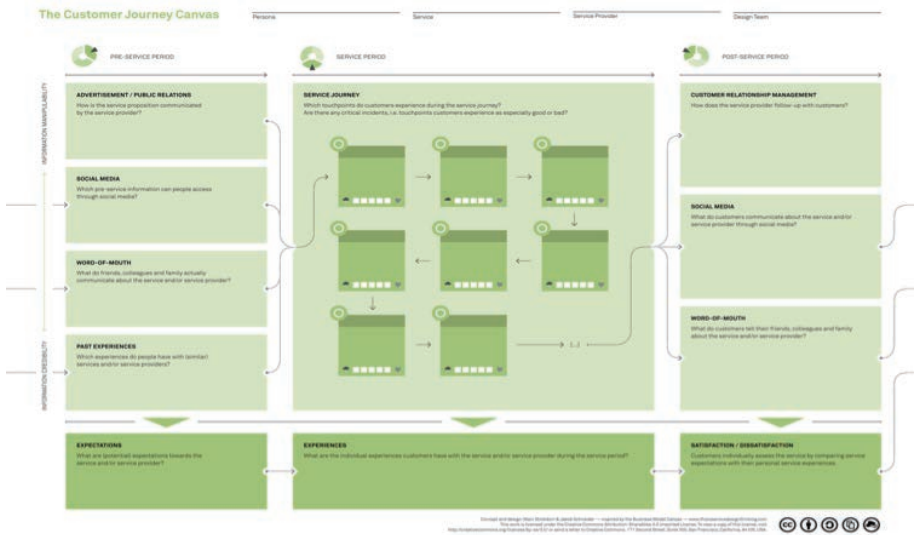 The Customer Journey Canvas
Persona
Service
Service Provider
Design Team
PRE-SERVICE PERIOD
SERVICE PERIOD
POST-SERVICE PERIOD
INFORMATION MANIPULABILITY
INFORMATION CREDIBILITY
ADVERTISEMENT / PUBLIC RELATIONS
How is the service proposition communicated
by the service provider?
SOCIAL MEDIA
Which pre-service information can people access
through social media?
WORD-OF-MOUTH
What do friends, colleagues and family actually
communicate about the service and/or service provider?
PAST EXPERIENCES
Which experiences do people have with (similar)
services and/or service providers?
SERVICE JOURNEY
Which touchpoints do customers experience during the service journey?
Are there any critical incidents, i.e. touchpoints customers experience as especially good or bad?
(...)
CUSTOMER RELATIONSHIP MANAGEMENT
How does the service provider follow-up with customers?
SOCIAL MEDIA
What do customers communicate about the service and/or
service provider through social media?
WORD-OF-MOUTH
What do customers tell their friends, colleagues and family
about the service and/or service provider?
EXPECTATIONS
What are (potential) expectations towards the
service and/or service provider?
EXPERIENCES
What are the individual experiences customers have with the service and/or service provider during the service period?
SATISFACTION / DISSATISFACTION
Customers individually assess the service by comparing service
expectations with their personal service experiences.